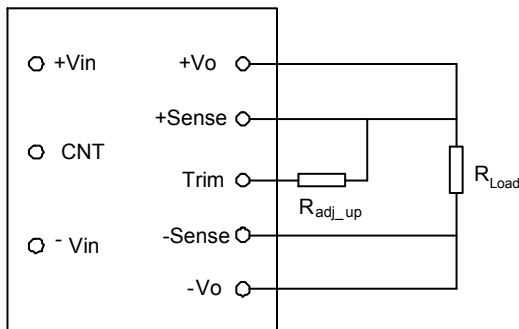 +Vin
+Vo
+Sense
CNT
Trim
R_Load
R_adj_up
-Sense
- Vin
-Vo